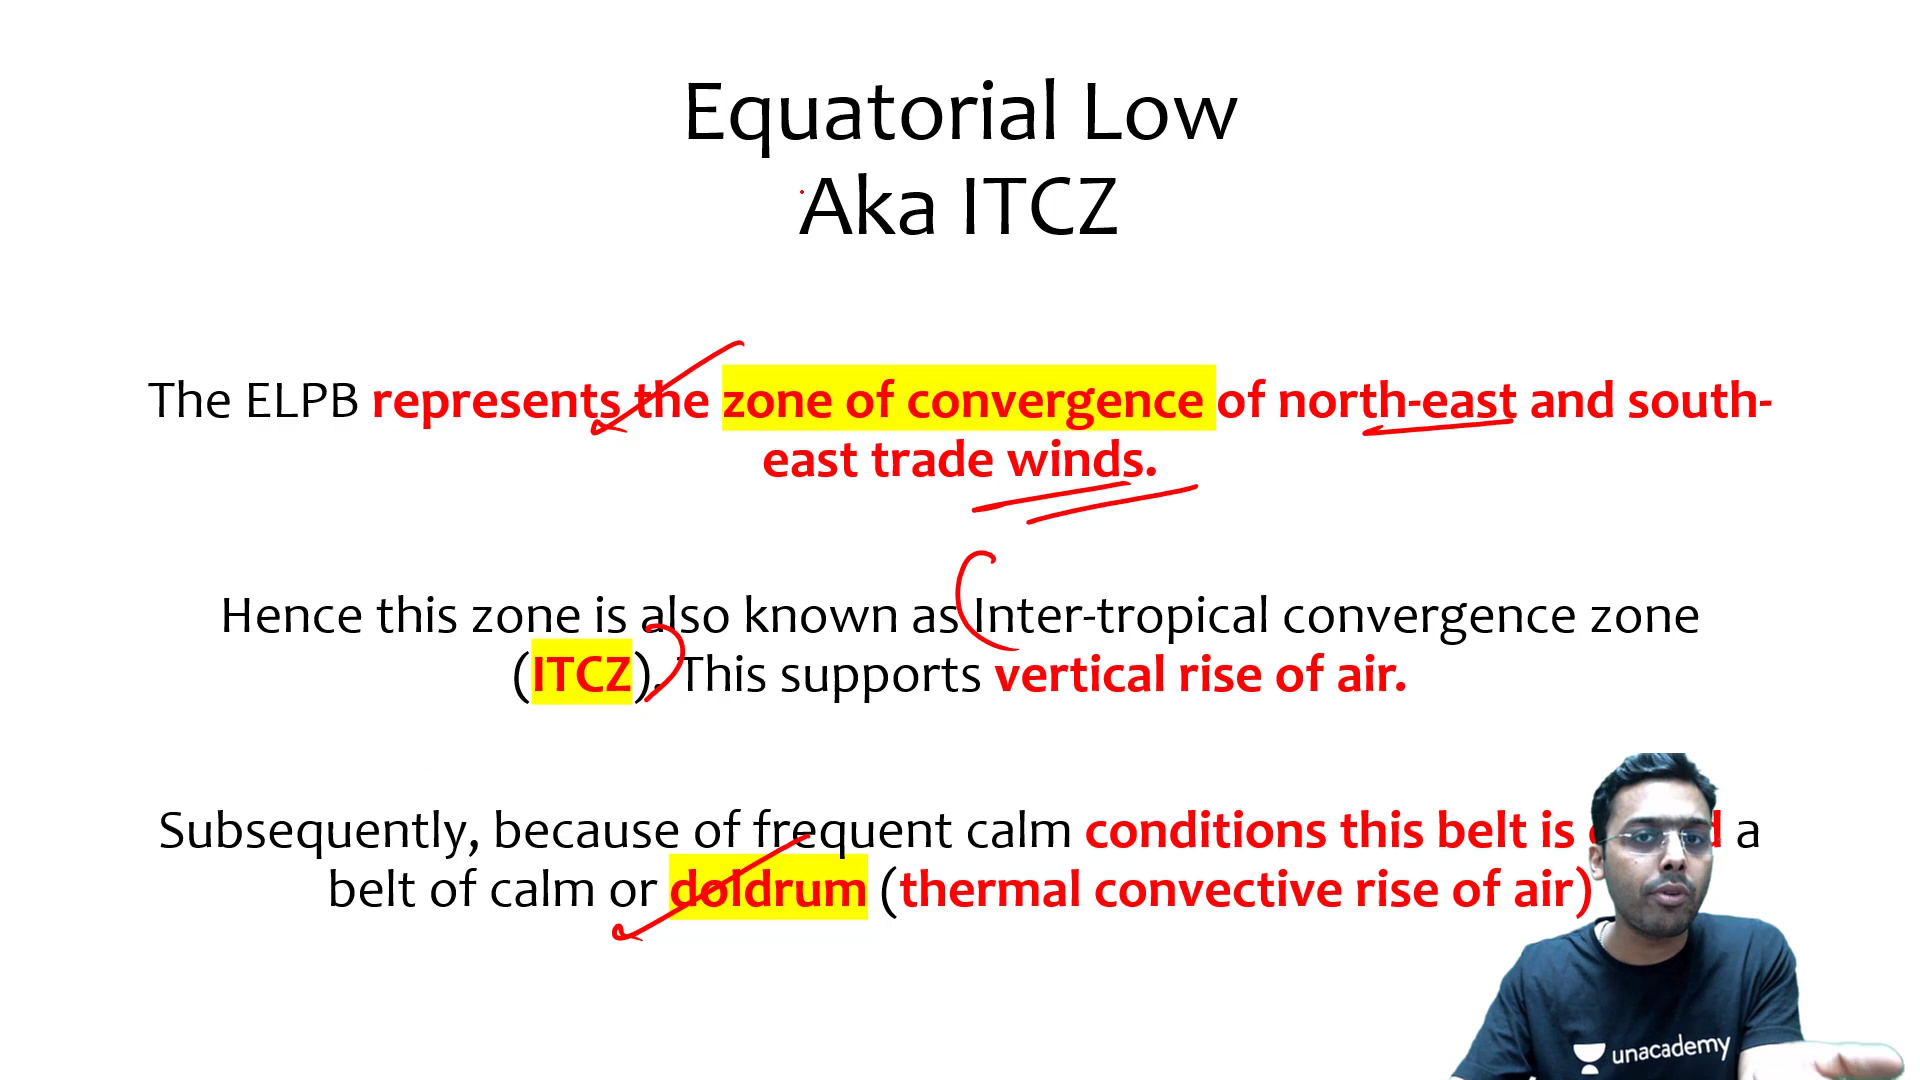 Equatorial Low
Aka ITCZ
The ELPB represents the zone of convergence of north-east and south-
east trade winds.
Hence this zone is also known as Inter-tropical convergence zone
(ITCZ). This supports vertical rise of air.
Subsequently, because of frequent calm conditions this belt is a
belt of calm or doldrum (thermal convective rise of air)
unacademy